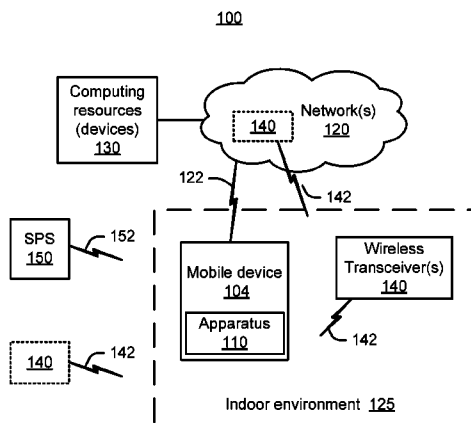 100
Computing
resources
(devices)
130
Network(s)
120
140
122
142
SPS
150
152
Mobile device
104
Apparatus
110
Wireless
Transceiver(s)
140
142
140
142
Indoor environment 125